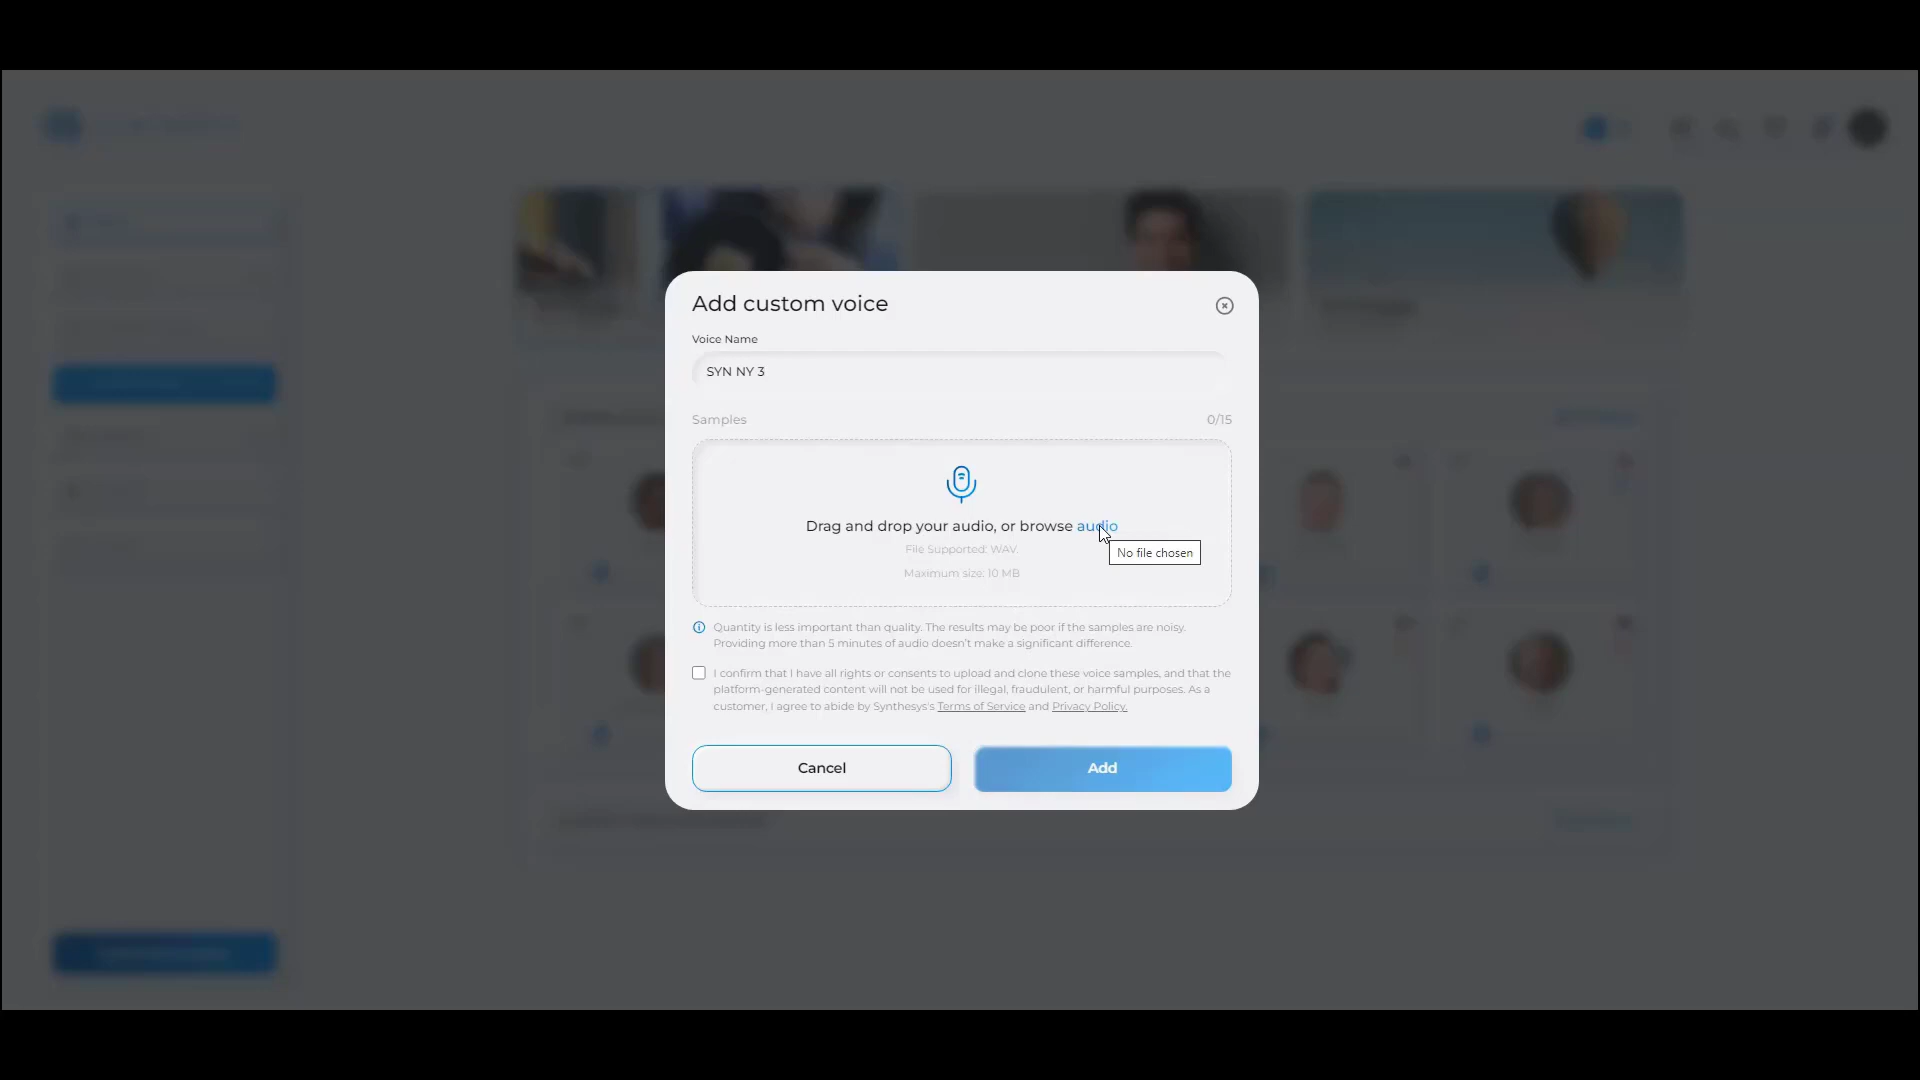 Add custom voice
Voice Name
SYN NY 3
Samples 0/15
Drag and drop your audio, or browse audio
File Supported: WAV.
No file chosen
Maximum size: 10 MB
Quantity is less important than quality. The results may be poor if the samples are noisy.
Providing more than 5 minutes of audio doesn't make a significant difference.
I confirm that I have all rights or consents to upload and clone these voice samples, and that the
platform-generated content will not be used for illegal, fraudulent, or harmful purposes. As a
customer, I agree to abide by Synthesys's Terms of Service and Privacy Policy.
Cancel Add